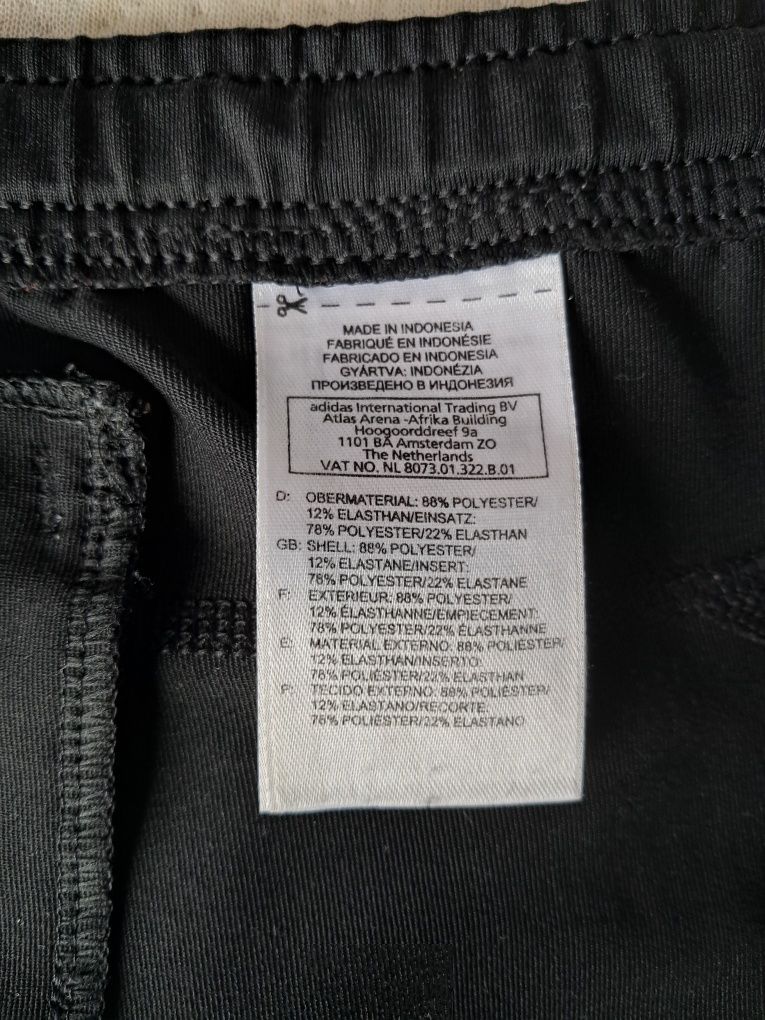 MADE IN INDONESIA
FABRIQUÉ EN INDONÉSIE
FABRICADO EN INDONESIA
GYÁRTVA: INDONÉZIA
ПРОИЗВЕДЕНО В ИНДОНЕЗИЯ
adidas International Trading BV
Atlas Arena -Afrika Building
Hoogoorddreef 9a
1101 BA Amsterdam ZO
The Netherlands
VAT NO. NL 8073.01.322.B.01
D: OBERMATERIAL: 88% POLYESTER/
12% ELASTHAN/EINSATZ:
78% POLYESTER/22% ELASTHAN
GB: SHELL: 88% POLYESTER/
12% ELASTANE/INSERT:
78% POLYESTER/22% ELASTANE
F: EXTÉRIEUR: 88% POLYESTER/
12% ÉLASTHANNE/EMPIECEMENT:
78% POLYESTER/22% ÉLASTHANNE
E: MATERIAL EXTERNO: 88% POLIÉSTER/
12% ELASTHAN/INSERTO:
78% POLIÉSTER/22% ELASTHAN
P: TECIDO EXTERNO: 88% POLIÉSTER/
12% ELASTANO/RECORTE:
78% POLIÉSTER/22% ELASTANO